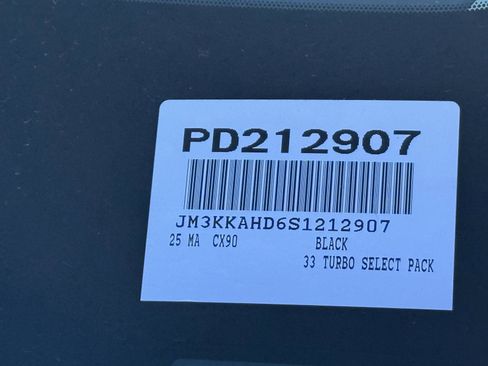 PD212907
JM3KKAHD6S1212907
25 MA CX90 BLACK
33 TURBO SELECT PACK